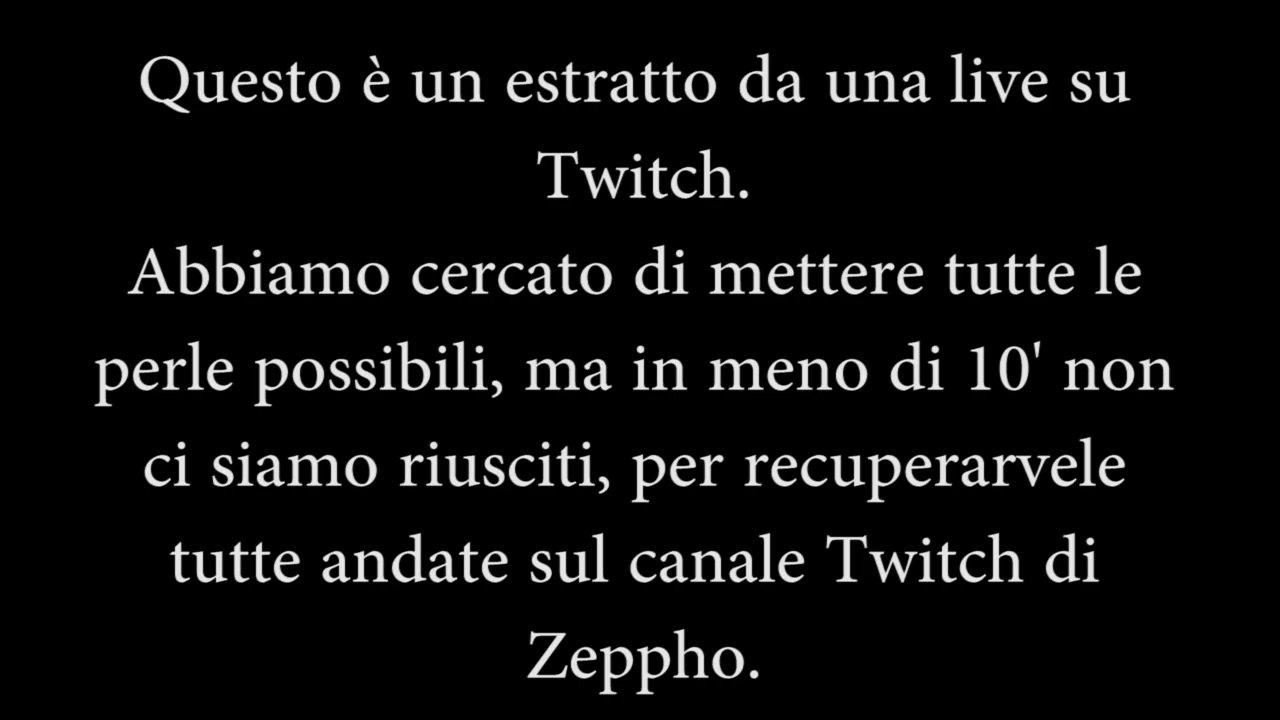 Questo è un estratto da una live su
Twitch.
Abbiamo cercato di mettere tutte le
perle possibili, ma in meno di 10' non
ci siamo riusciti, per recuperarvele
tutte andate sul canale Twitch di
Zeppho.